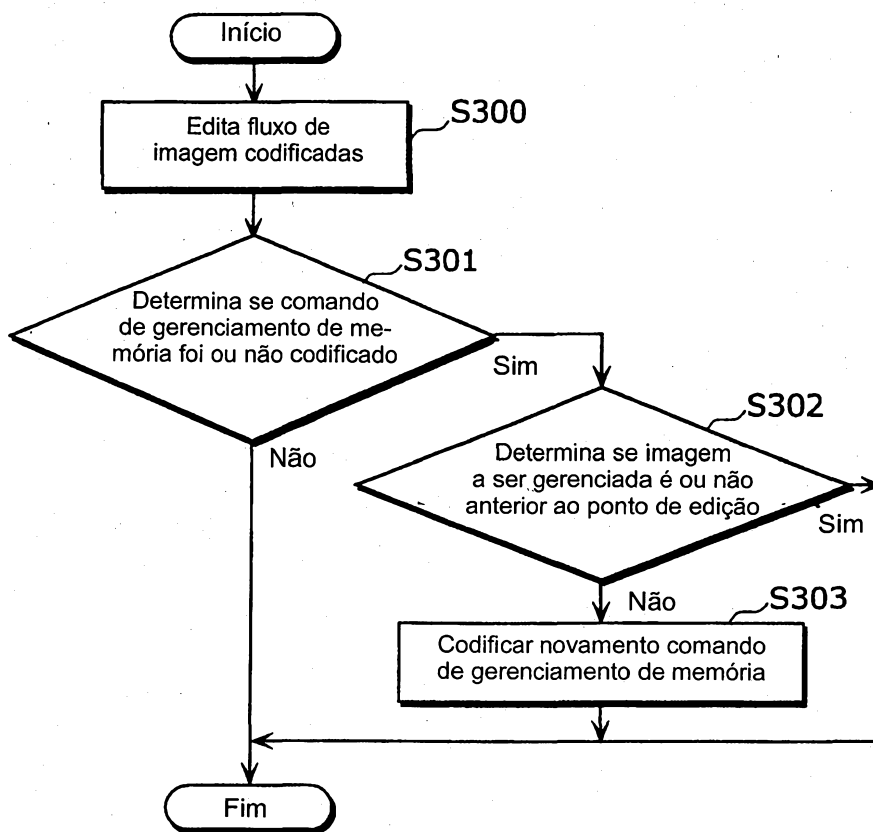 Início
S300
Edita fluxo de
imagem codificadas
S301
Determina se comando
de gerenciamento de me-
mória foi ou não codificado
Sim
Não
S302
Determina se imagem
a ser gerenciada é ou não
anterior ao ponto de edição
Sim
Não
S303
Codificar novamento comando
de gerenciamento de memória
Fim